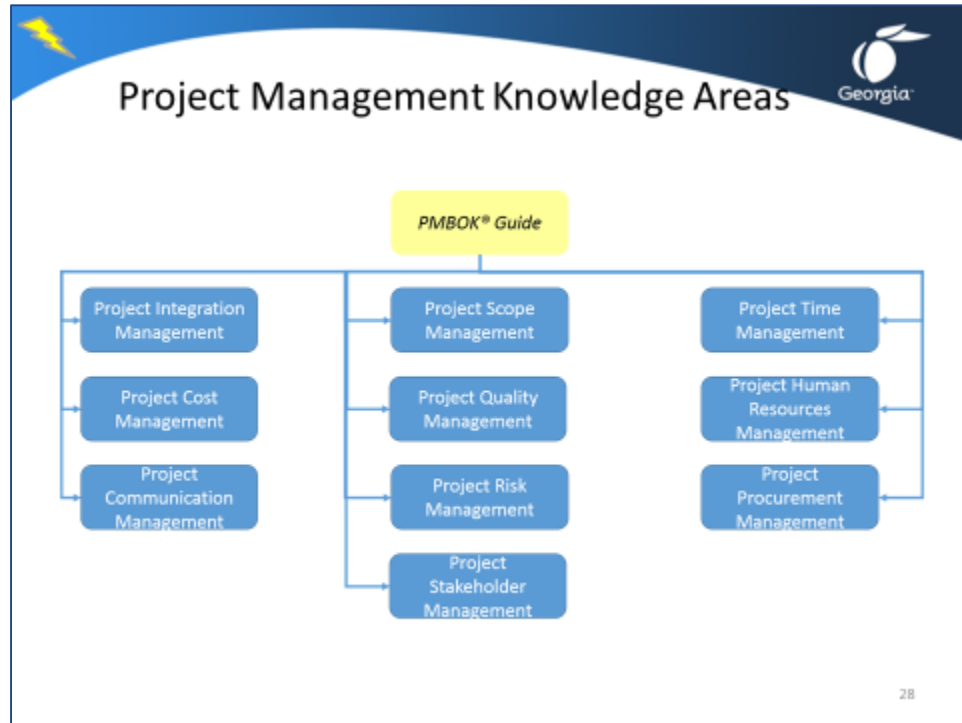 Georgia
Project Management Knowledge Areas
PMBOK® Guide
Project Integration
Management
Project Scope
Management
Project Time
Management
Project Cost
Management
Project Quality
Management
Project Human
Resources
Management
Project
Communication
Management
Project Risk
Management
Project
Procurement
Management
Project
Stakeholder
Management
28